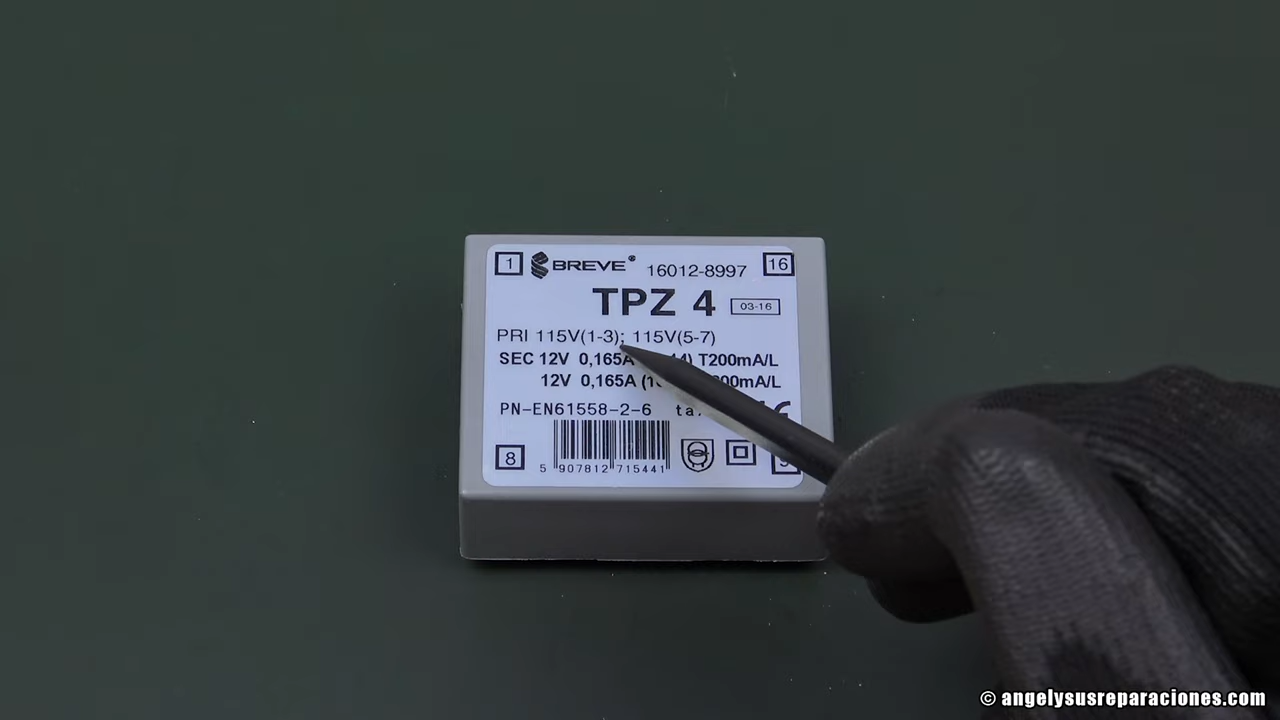 1 BREVE® 16012-8997 16
TPZ 4 03-16
PRI 115V(1-3); 115V(5-7)
SEC 12V 0,165A T200mA/L
12V 0,165A
PN-EN61558-2-6
8
5 907812 715441
© angelysusreparaciones.com